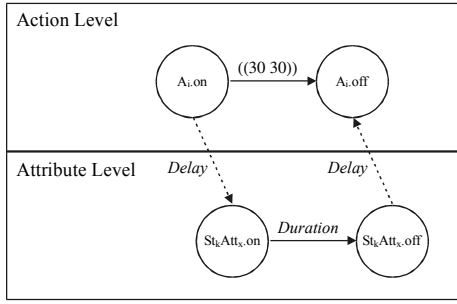 Action Level
((30 30))
Ai.on
Ai.off
Delay
Delay
Attribute Level
Duration
StkAttx.on
StkAttx.off